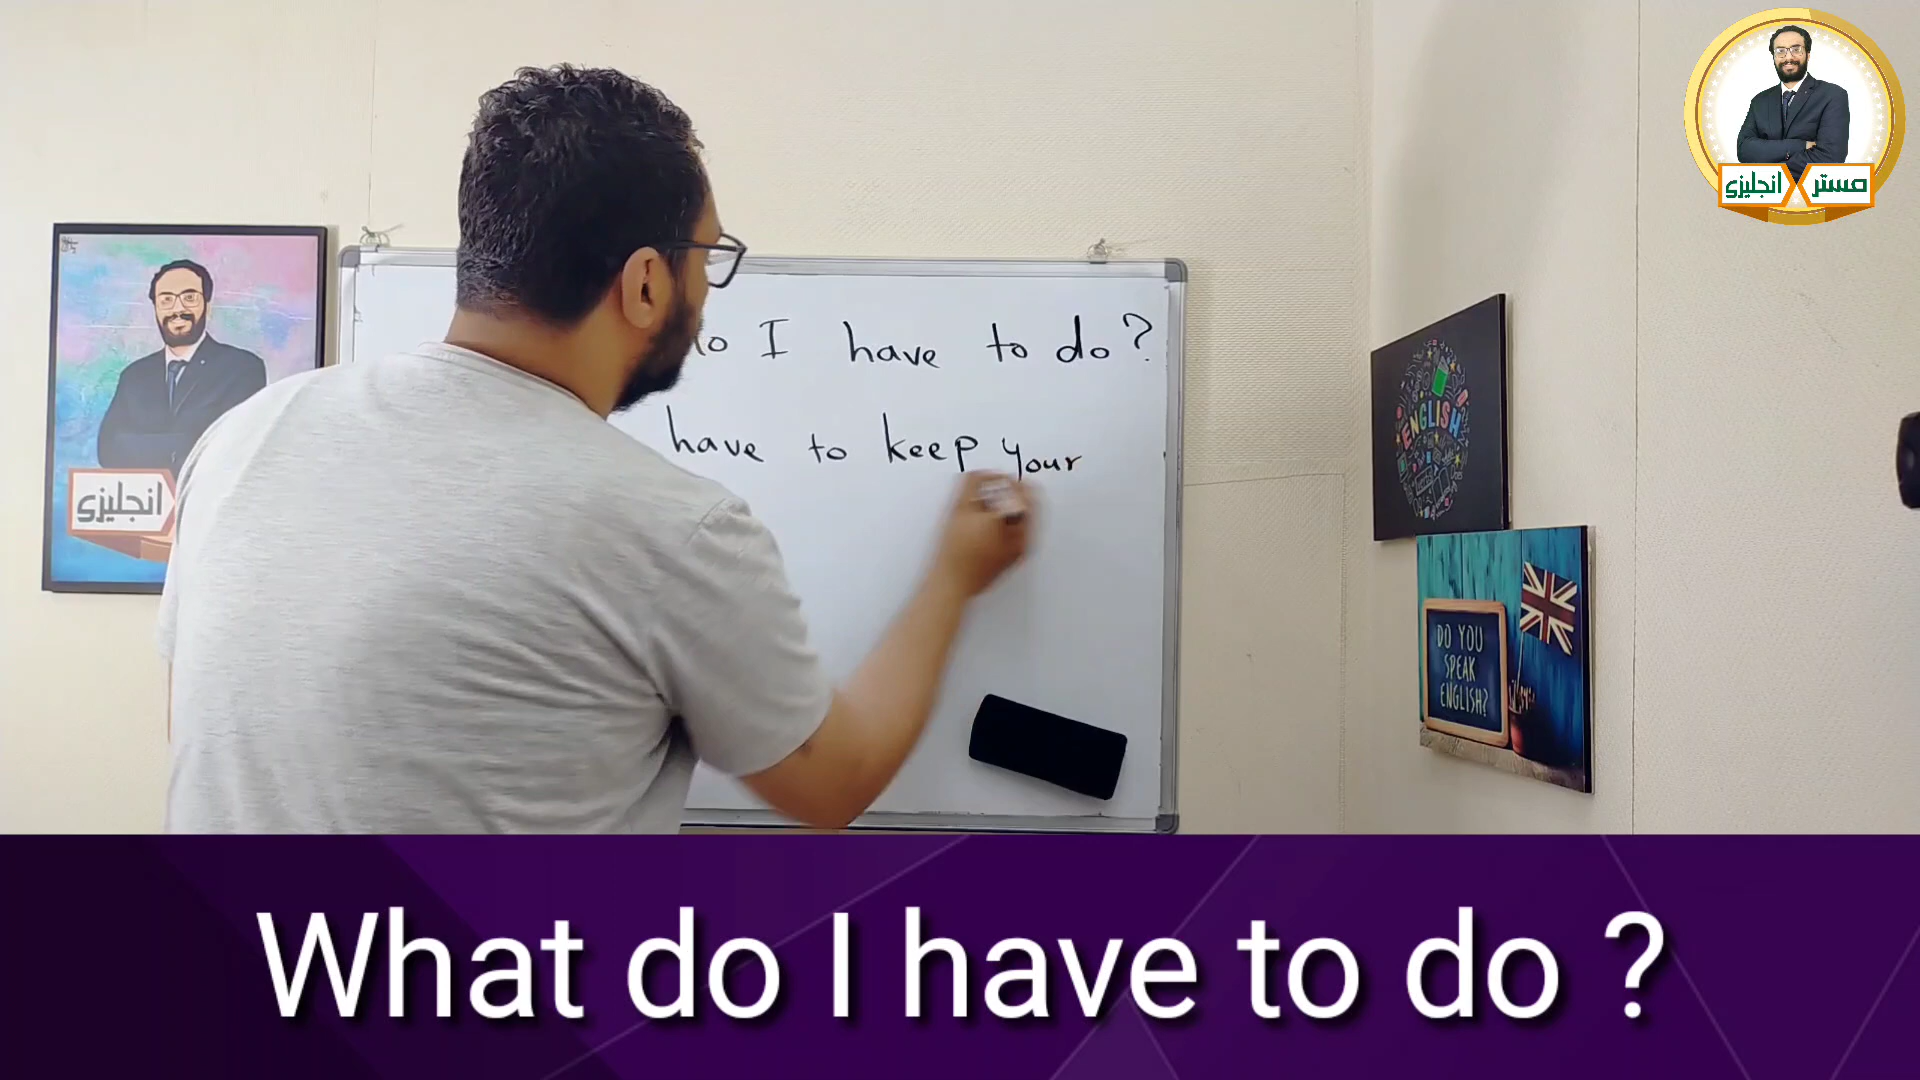 مستر X انجليزي
do I have to do?
have to keep your
انجليزي
ENGLISH
DO YOU
SPEAK
ENGLISH?
What do I have to do ?